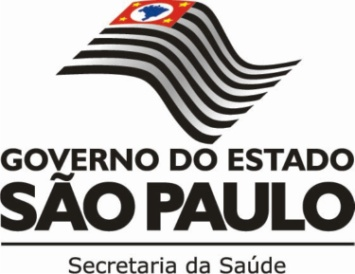 GOVERNO DO ESTADO
SÃO PAULO
Secretaria da Saúde